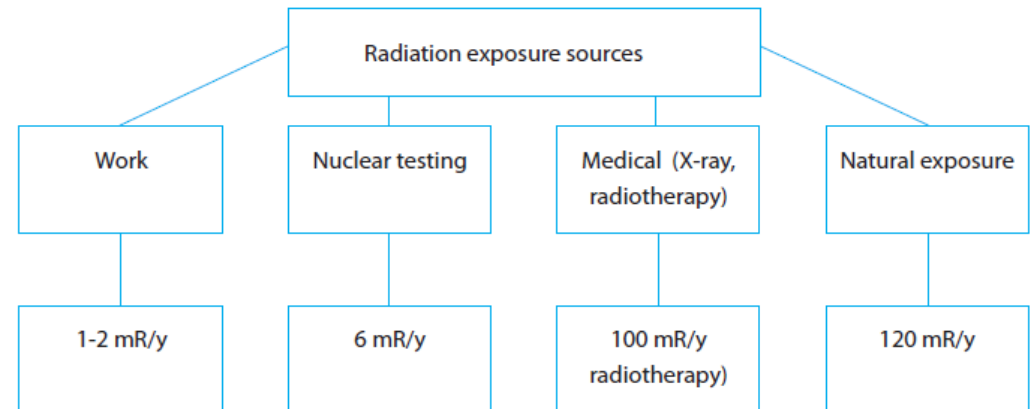 Radiation exposure sources
Work
Nuclear testing
Medical (X-ray,
radiotherapy)
Natural exposure
1-2 mR/y
6 mR/y
100 mR/y
radiotherapy)
120 mR/y